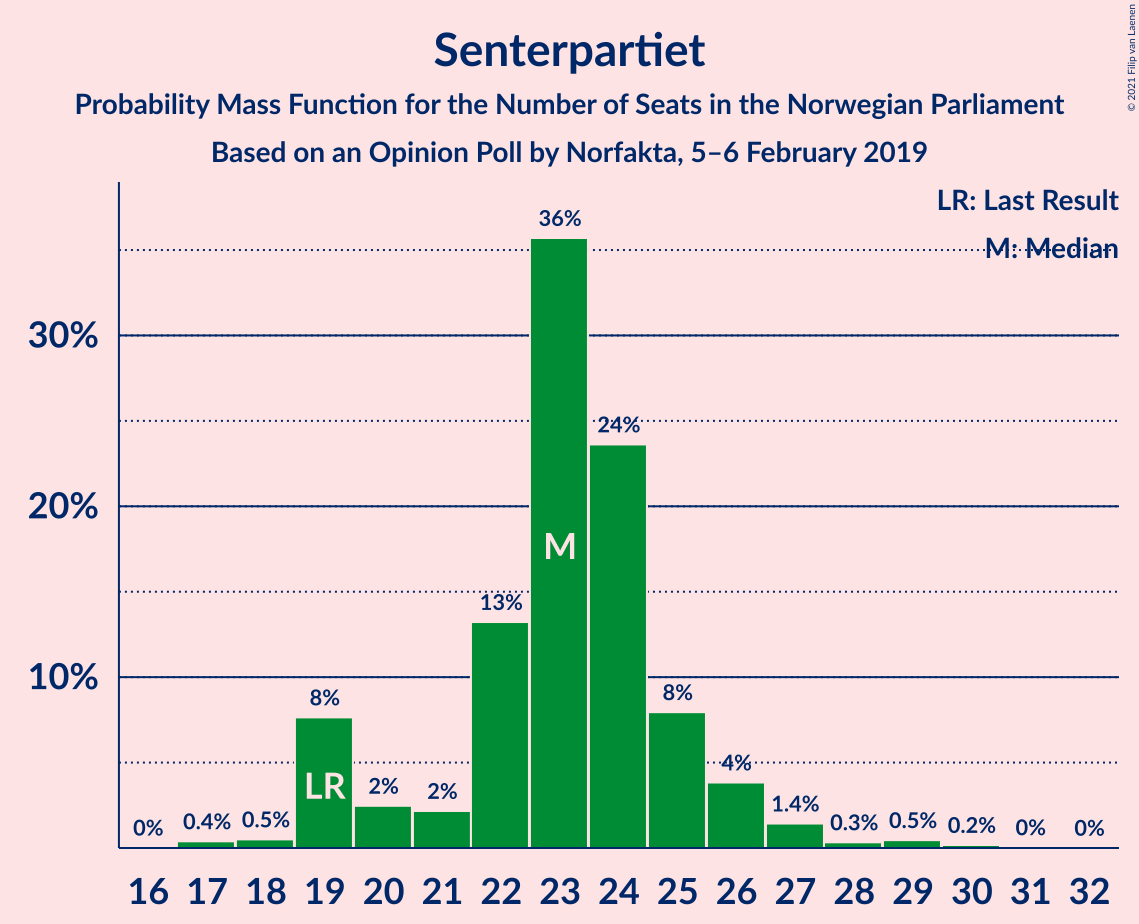 Senterpartiet
Probability Mass Function for the Number of Seats in the Norwegian Parliament
Based on an Opinion Poll by Norfakta, 5–6 February 2019
© 2021 Filip van Laenen
LR: Last Result
M: Median
30%
20%
10%
0%
0.4%
0.5%
8%
2%
2%
13%
36%
24%
8%
4%
1.4%
0.3%
0.5%
0.2%
0%
0%
LR
M
16 17 18 19 20 21 22 23 24 25 26 27 28 29 30 31 32